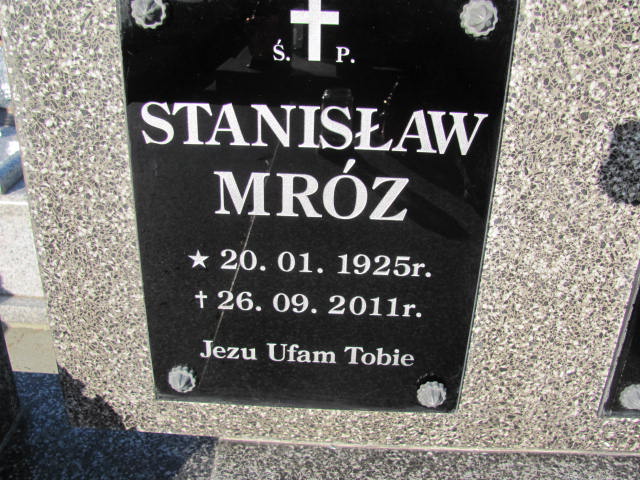 Ś. P.
STANISŁAW
MRÓZ
★ 20. 01. 1925r.
† 26. 09. 2011r.
Jezu Ufam Tobie